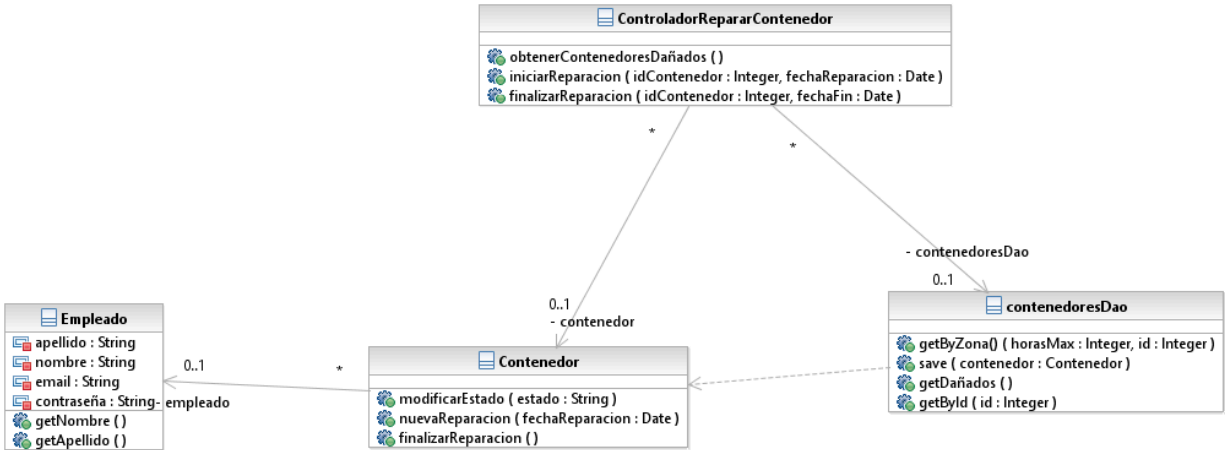 ControladorRepararContenedor
obtenerContenedoresDañados ( )
iniciarReparacion ( idContenedor : Integer, fechaReparacion : Date )
finalizarReparacion ( idContenedor : Integer, fechaFin : Date )
*
*
- contenedoresDao
0..1
0..1
- contenedor
contenedoresDao
getByZona() ( horasMax : Integer, id : Integer )
save ( contenedor : Contenedor )
getDañados ( )
getById ( id : Integer )
Contenedor
modificarEstado ( estado : String )
nuevaReparacion ( fechaReparacion : Date )
finalizarReparacion ( )
*
0..1
- empleado
Empleado
apellido : String
nombre : String
email : String
contraseña : String
getNombre ( )
getApellido ( )